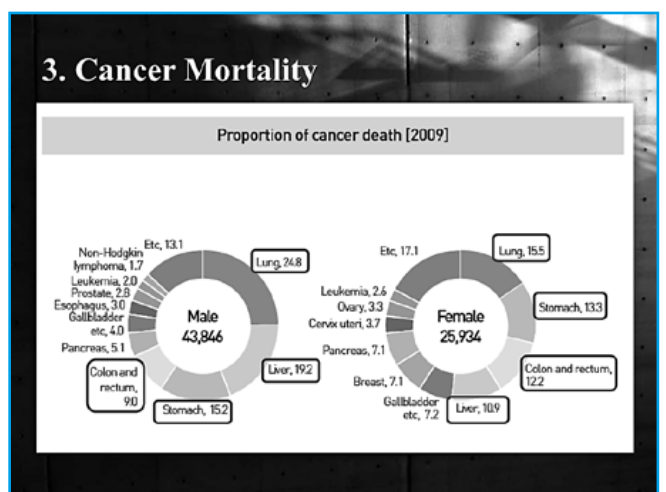 3. Cancer Mortality
Proportion of cancer death [2009]
Etc, 13.1
Non-Hodgkin
lymphoma, 1.7
Leukemia, 2.0
Prostate, 2.8
Esophagus, 3.0
Gallbladder
etc, 4.0
Pancreas, 5.1
Colon and
rectum,
9.0
Stomach, 15.2
Liver, 19.2
Lung, 24.8
Male
43,846
Etc, 17.1
Leukemia, 2.6
Ovary, 3.3
Cervix uteri, 3.7
Pancreas, 7.1
Breast, 7.1
Gallbladder
etc, 7.2
Liver, 10.9
Colon and rectum,
12.2
Stomach, 13.3
Lung, 15.5
Female
25,934